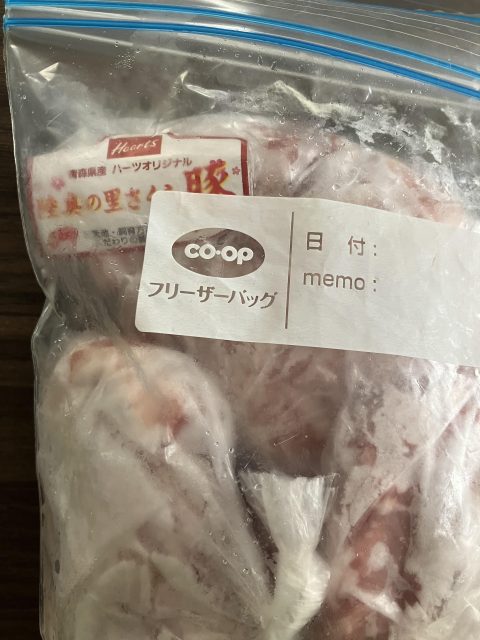 Hearts
青森県産 ハーツオリジナル
奥の里さくら豚
CO·OP
フリーザーバッグ
日 付:
memo: